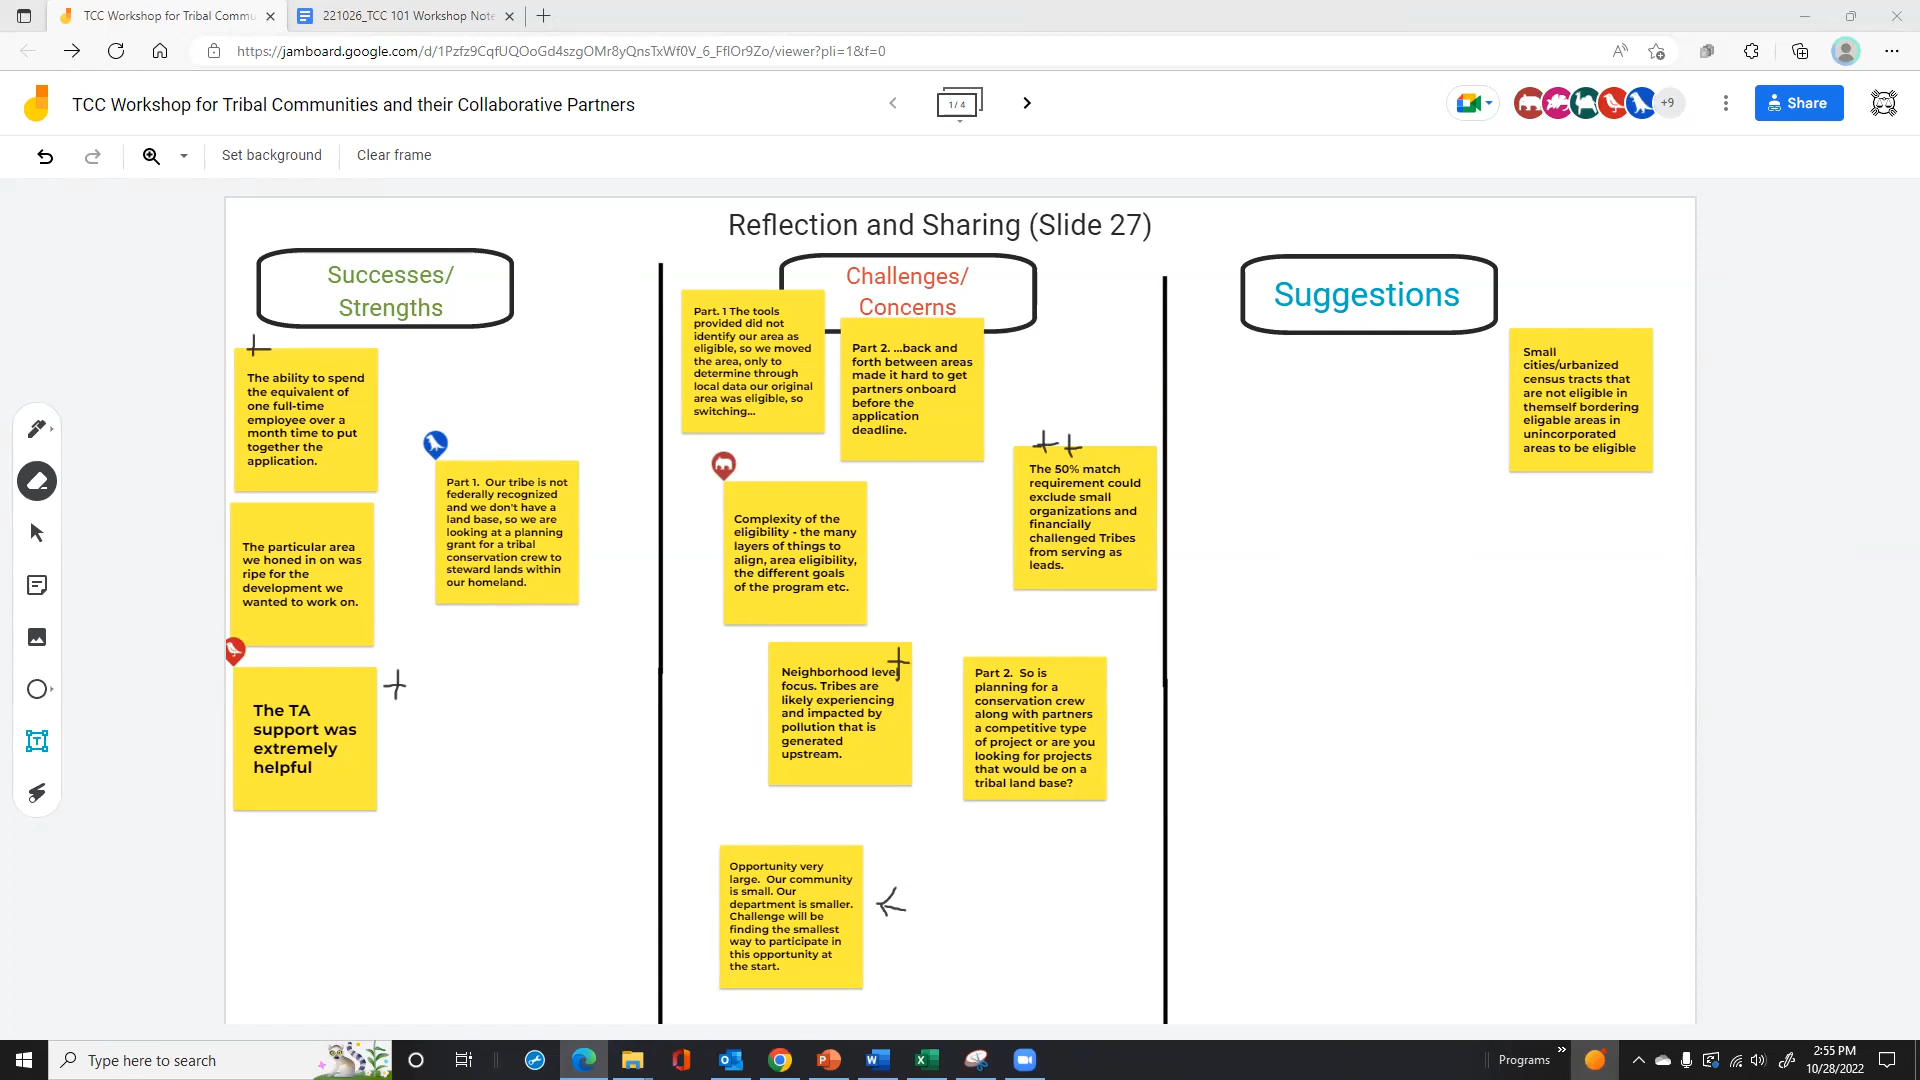 TCC Workshop for Tribal Commu
221026_TCC 101 Workshop Note
https://jamboard.google.com/d/1Pzfz9CqfUQOoGd4szgOMr8yQnsTxWf0V_6_FflOr9Zo/viewer?pli=1&f=0
TCC Workshop for Tribal Communities and their Collaborative Partners
1/4
+9
Share
Set background
Clear frame
Reflection and Sharing (Slide 27)
Successes/
Strengths
The ability to spend
the equivalent of
one full-time
employee over a
month time to put
together the
application.
Part 1.  Our tribe is not
federally recognized
and we don't have a
land base, so we are
looking at a planning
grant for a tribal
conservation crew to
steward lands within
our homeland.
The particular area
we honed in on was
ripe for the
development we
wanted to work on.
The TA
support was
extremely
helpful
Challenges/
Concerns
Part. 1 The tools
provided did not
identify our area as
eligible, so we moved
the area, only to
determine through
local data our original
area was eligible, so
switching...
Part 2. ...back and
forth between areas
made it hard to get
partners onboard
before the
application
deadline.
The 50% match
requirement could
exclude small
organizations and
financially
challenged Tribes
from serving as
leads.
Complexity of the
eligibility - the many
layers of things to
align, area eligibility,
the different goals
of the program etc.
Neighborhood level
focus. Tribes are
likely experiencing
and impacted by
pollution that is
generated
upstream.
Part 2.  So is
planning for a
conservation crew
along with partners
a competitive type
of project or are you
looking for projects
that would be on a
tribal land base?
Opportunity very
large.  Our community
is small. Our
department is smaller.
Challenge will be
finding the smallest
way to participate in
this opportunity at
the start.
Suggestions
Small
cities/urbanized
census tracts that
are not eligible in
themself bordering
eligable areas in
unincorporated
areas to be eligible
Type here to search
Programs
2:55 PM
10/28/2022